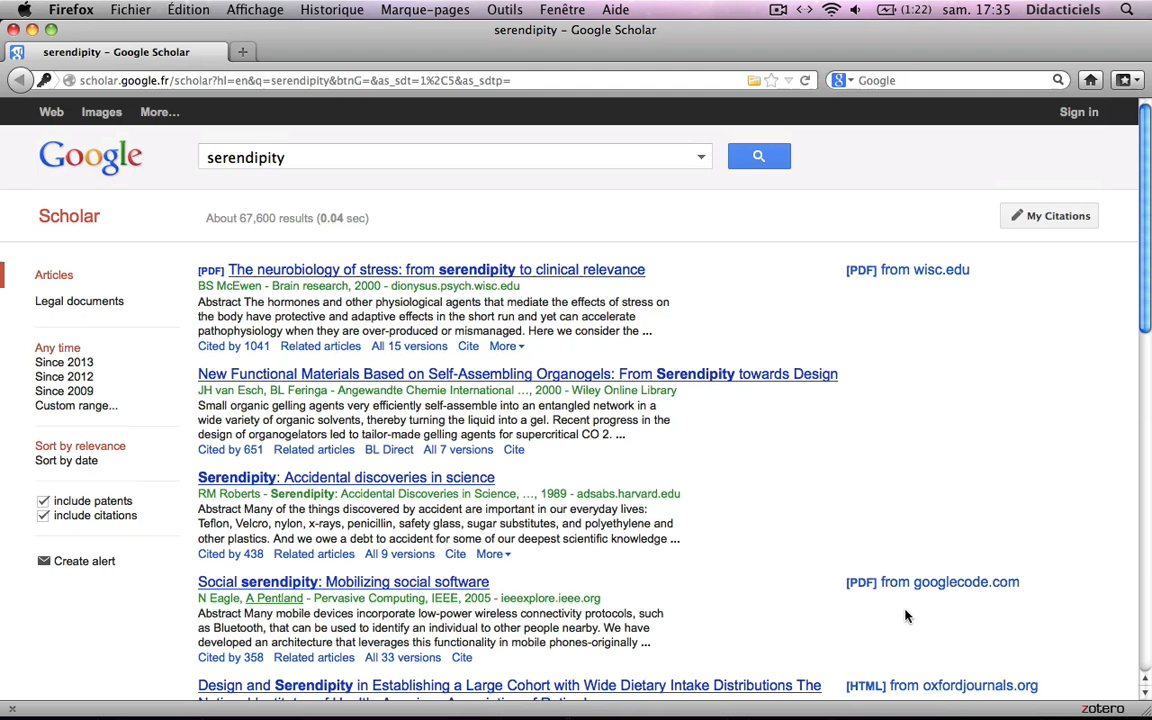 Firefox Fichier Édition Affichage Historique Marque-pages Outils Fenêtre Aide (1:22) sam. 17:35 Didacticiels
serendipity – Google Scholar
serendipity – Google Scholar
scholar.google.fr/scholar?hl=en&q=serendipity&btnG=&as_sdt=1%2C5&as_sdtp= Google
Web Images More... Sign in
Google serendipity
Scholar About 67,600 results (0.04 sec) My Citations
Articles
Legal documents
Any time
Since 2013
Since 2012
Since 2009
Custom range...
Sort by relevance
Sort by date
include patents
include citations
Create alert
[PDF] The neurobiology of stress: from serendipity to clinical relevance
BS McEwen - Brain research, 2000 - dionysus.psych.wisc.edu
Abstract The hormones and other physiological agents that mediate the effects of stress on
the body have protective and adaptive effects in the short run and yet can accelerate
pathophysiology when they are over-produced or mismanaged. Here we consider the ...
Cited by 1041 Related articles All 15 versions Cite More
[PDF] from wisc.edu
New Functional Materials Based on Self-Assembling Organogels: From Serendipity towards Design
JH van Esch, BL Feringa - Angewandte Chemie International ..., 2000 - Wiley Online Library
Small organic gelling agents very efficiently self-assemble into an entangled network in a
wide variety of organic solvents, thereby turning the liquid into a gel. Recent progress in the
design of organogelators led to tailor-made gelling agents for supercritical CO 2. ...
Cited by 651 Related articles BL Direct All 7 versions Cite
Serendipity: Accidental discoveries in science
RM Roberts - Serendipity: Accidental Discoveries in Science, ..., 1989 - adsabs.harvard.edu
Abstract Many of the things discovered by accident are important in our everyday lives:
Teflon, Velcro, nylon, x-rays, penicillin, safety glass, sugar substitutes, and polyethylene and
other plastics. And we owe a debt to accident for some of our deepest scientific knowledge ...
Cited by 438 Related articles All 9 versions Cite More
Social serendipity: Mobilizing social software
N Eagle, A Pentland - Pervasive Computing, IEEE, 2005 - ieeexplore.ieee.org
Abstract Many mobile devices incorporate low-power wireless connectivity protocols, such
as Bluetooth, that can be used to identify an individual to other people nearby. We have
developed an architecture that leverages this functionality in mobile phones-originally ...
Cited by 358 Related articles All 33 versions Cite
[PDF] from googlecode.com
Design and Serendipity in Establishing a Large Cohort with Wide Dietary Intake Distributions The
[HTML] from oxfordjournals.org
zotero